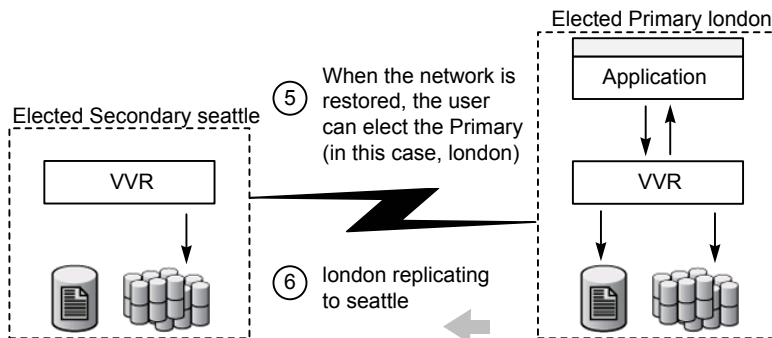 Elected Primary london
Application
5
When the network is
restored, the user
can elect the Primary
(in this case, london)
Elected Secondary seattle
VVR
VVR
6
london replicating
to seattle